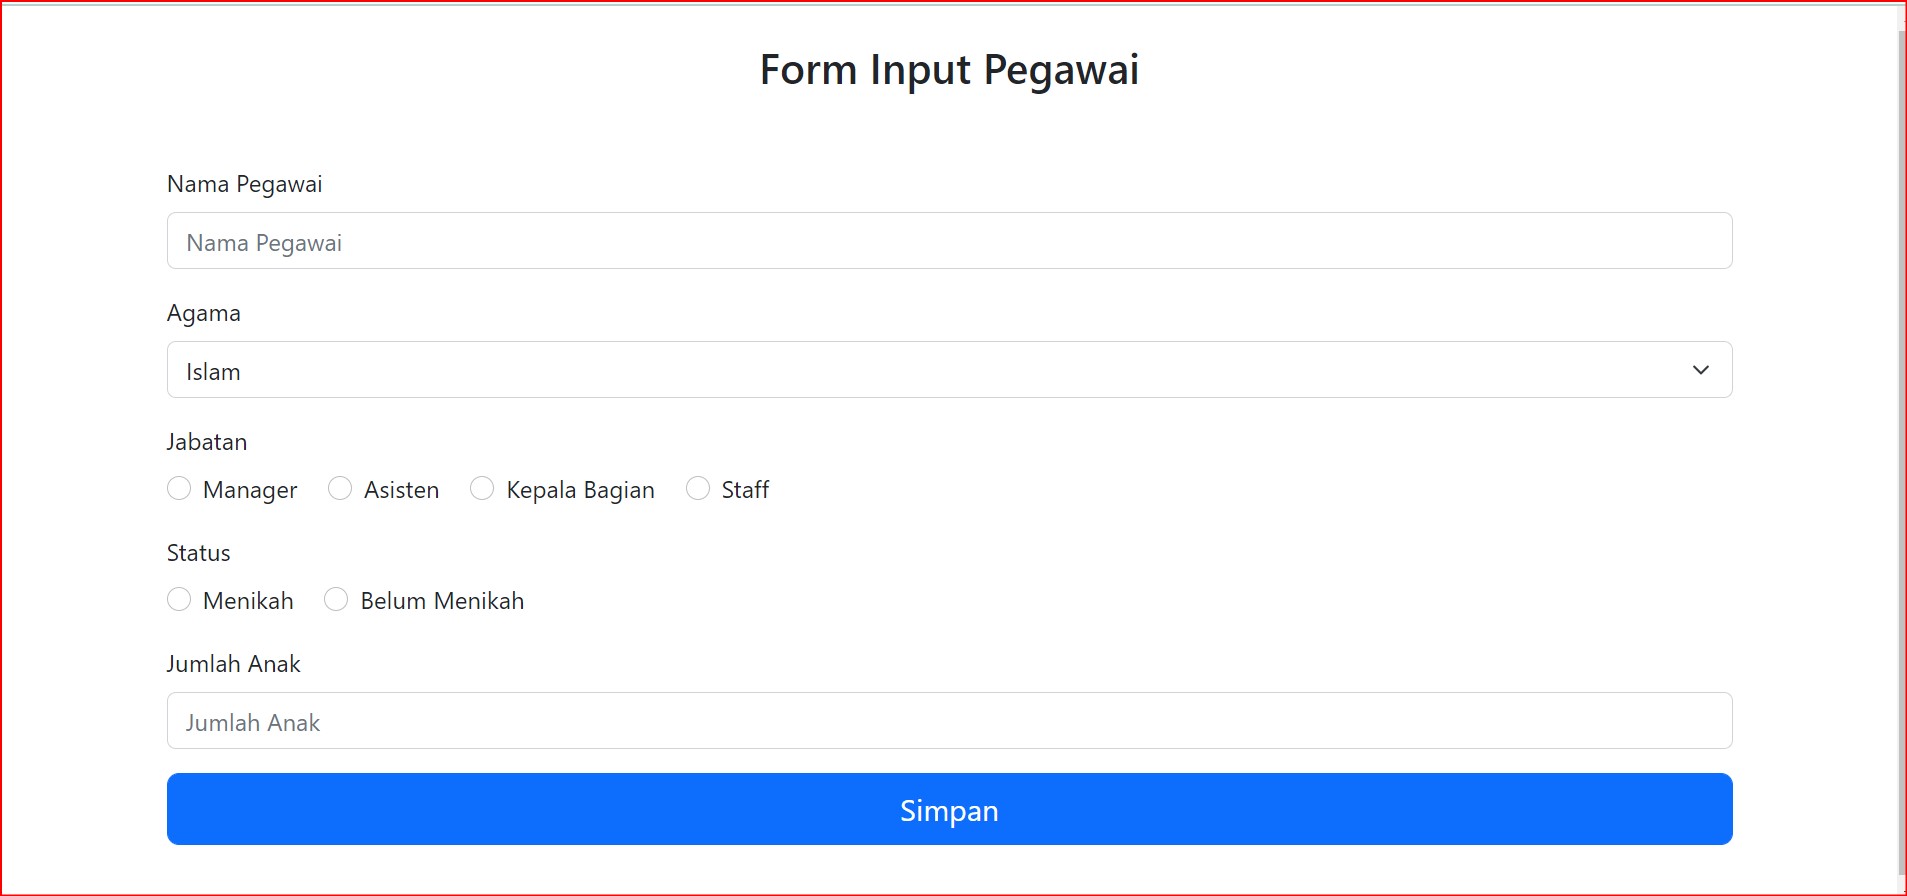 Form Input Pegawai
Nama Pegawai
Nama Pegawai
Agama
Islam
Jabatan
Manager Asisten Kepala Bagian Staff
Status
Menikah Belum Menikah
Jumlah Anak
Jumlah Anak
Simpan